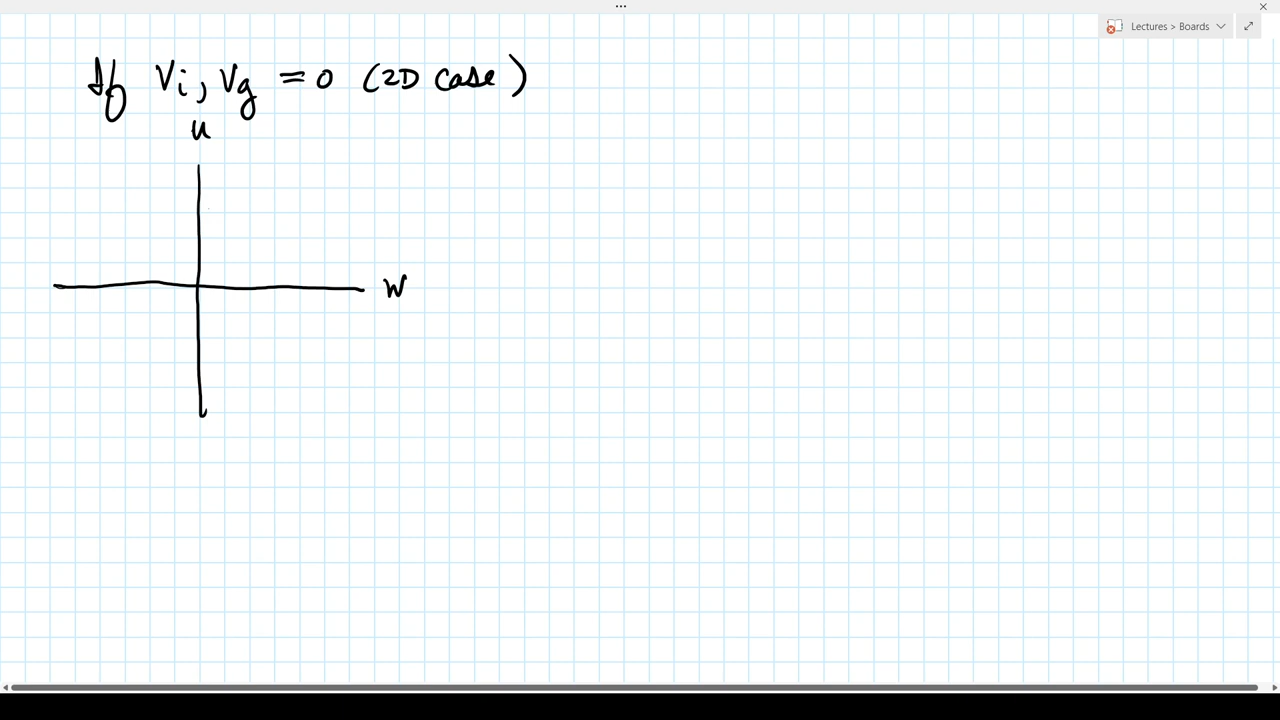 Lectures > Boards
If Vi, Vg = 0 (2D case)
u
w